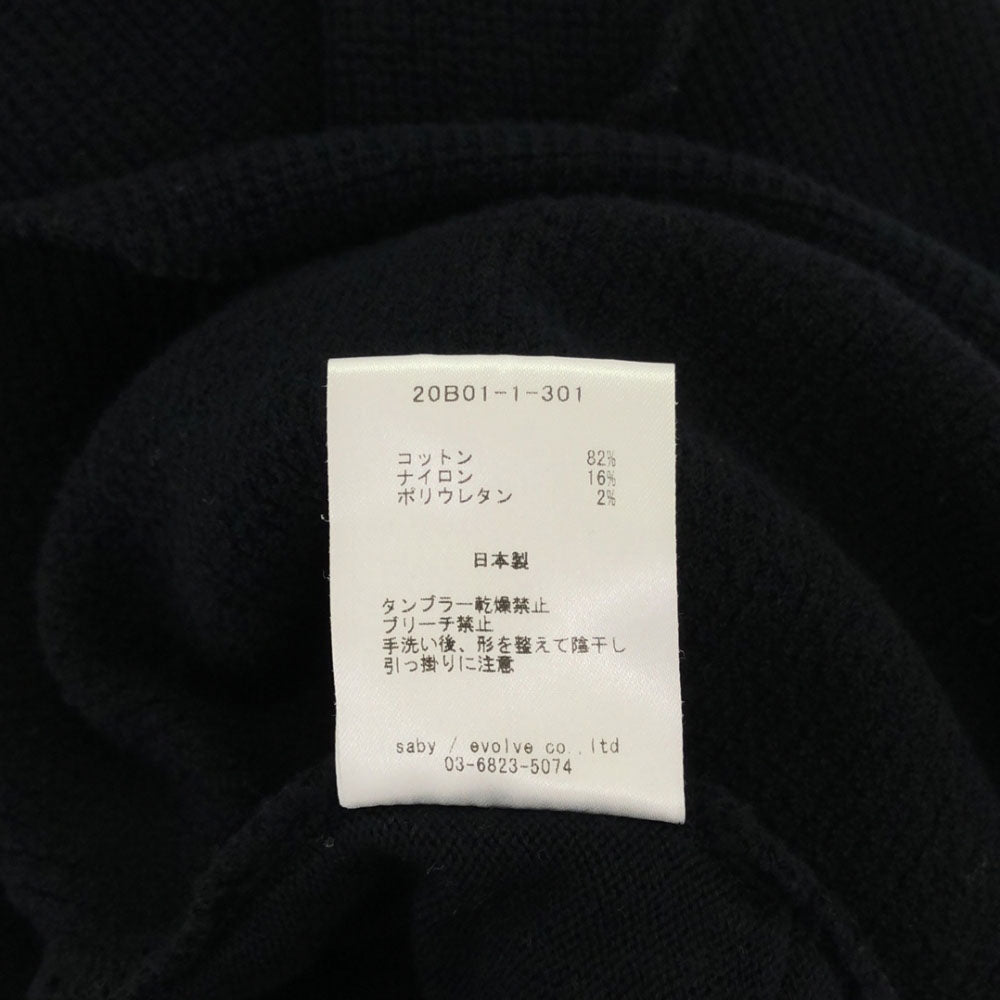 20B01-1-301
コットン 82%
ナイロン 16%
ポリウレタン 2%
日本製
タンブラー乾燥禁止
ブリーチ禁止
手洗い後、形を整えて陰干し
引っ掛りに注意
saby / evolve co.,ltd
03-6823-5074